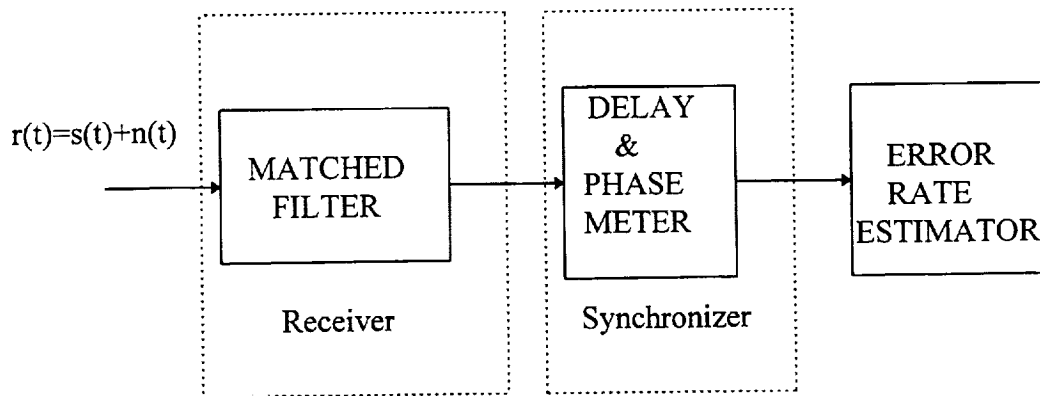 r(t)=s(t)+n(t)
MATCHED
FILTER
Receiver
DELAY
&
PHASE
METER
Synchronizer
ERROR
RATE
ESTIMATOR